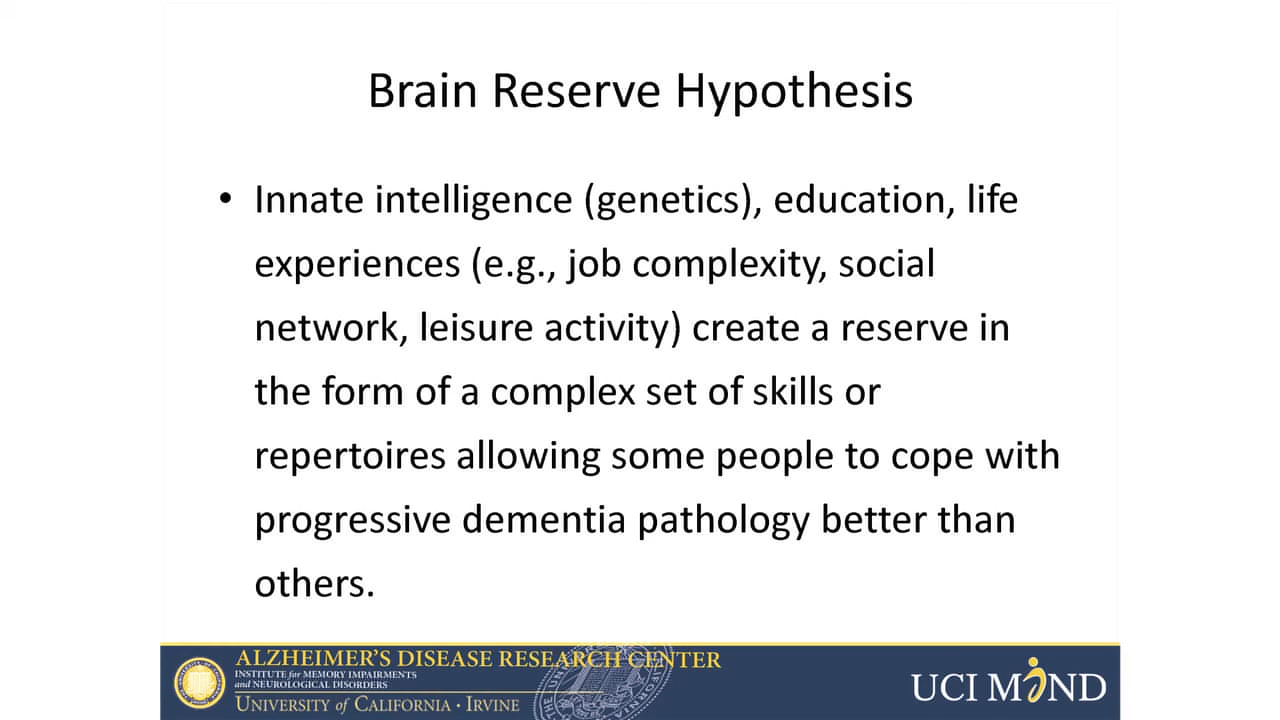 Brain Reserve Hypothesis
• Innate intelligence (genetics), education, life
experiences (e.g., job complexity, social
network, leisure activity) create a reserve in
the form of a complex set of skills or
repertoires allowing some people to cope with
progressive dementia pathology better than
others.
ALZHEIMER'S DISEASE RESEARCH CENTER
INSTITUTE for MEMORY IMPAIRMENTS
and NEUROLOGICAL DISORDERS
UNIVERSITY of CALIFORNIA · IRVINE
UCI MIND